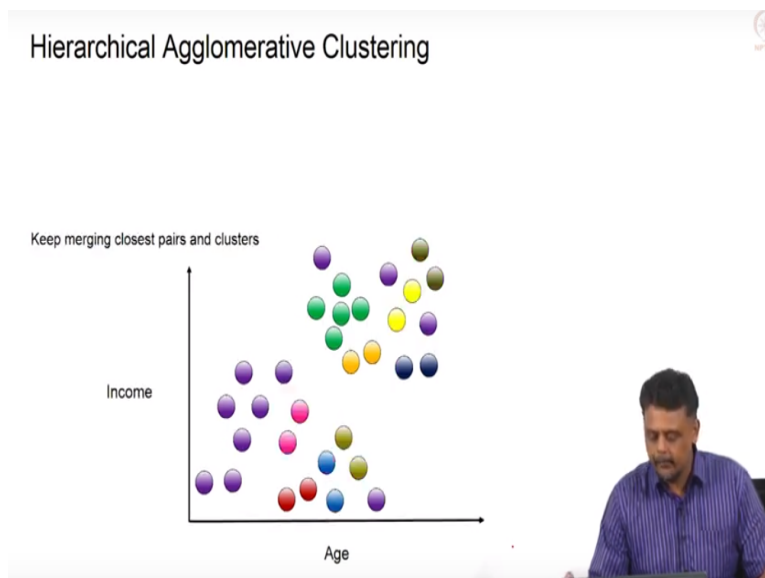 Hierarchical Agglomerative Clustering
Keep merging closest pairs and clusters
Income
Age